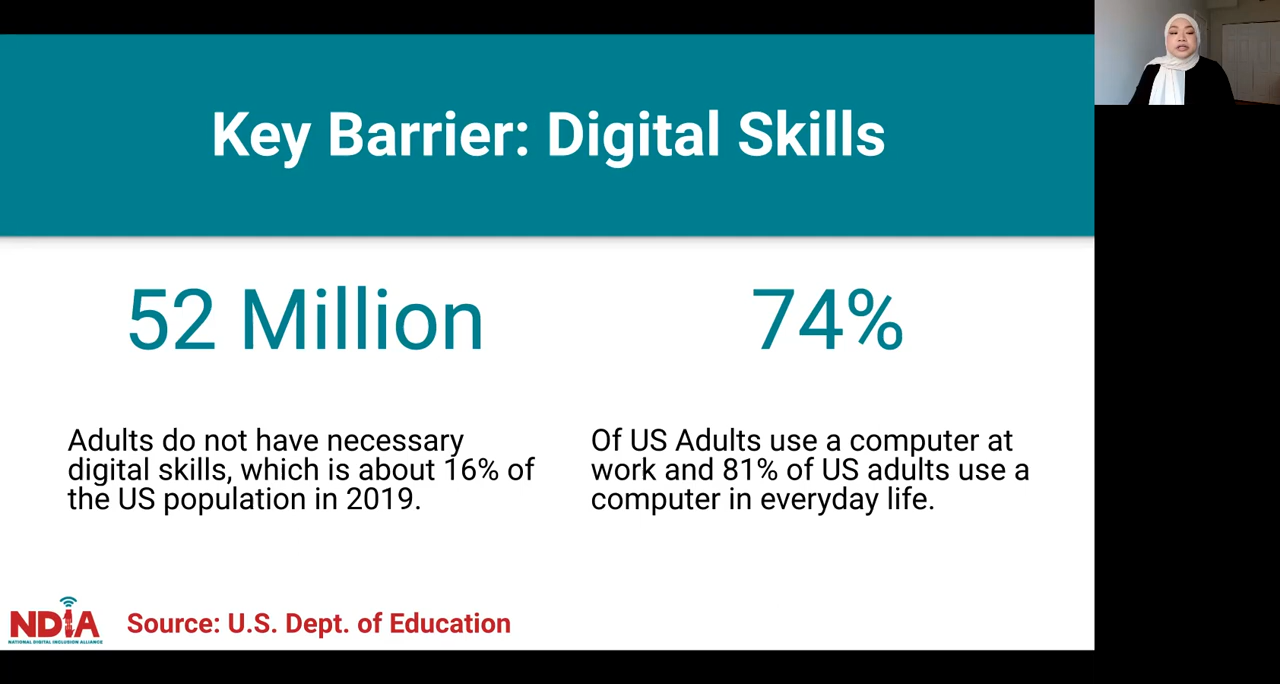 Key Barrier: Digital Skills
52 Million
Adults do not have necessary
digital skills, which is about 16% of
the US population in 2019.
74%
Of US Adults use a computer at
work and 81% of US adults use a
computer in everyday life.
NDIA
NATIONAL DIGITAL INCLUSION ALLIANCE
Source: U.S. Dept. of Education